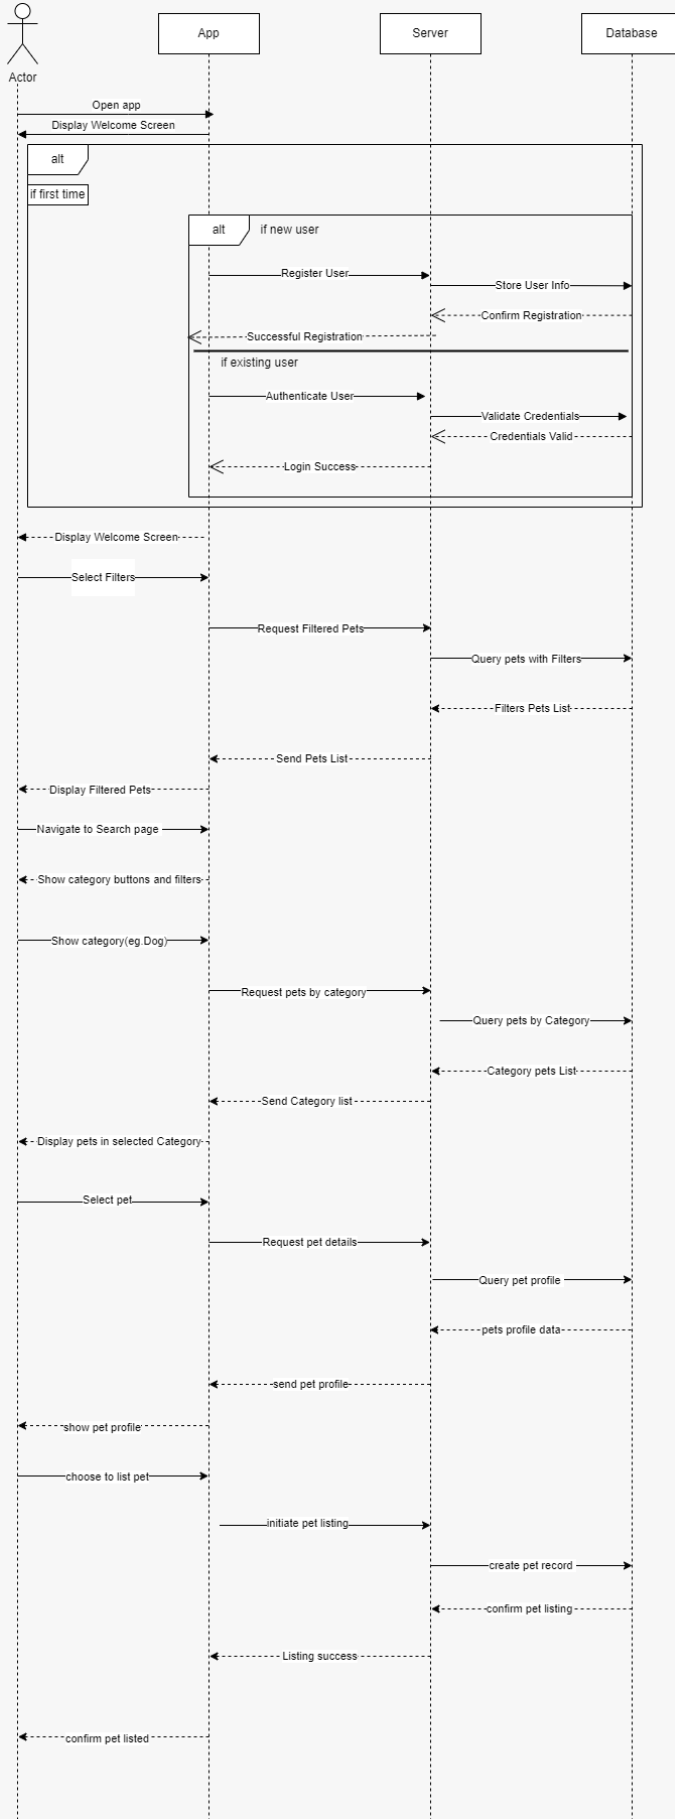 Actor
App
Server
Database
Open app
Display Welcome Screen
alt
if first time
alt
if new user
Register User
Store User Info
Confirm Registration
Successful Registration
if existing user
Authenticate User
Validate Credentials
Credentials Valid
Login Success
Display Welcome Screen
Select Filters
Request Filtered Pets
Query pets with Filters
Filters Pets List
Send Pets List
Display Filtered Pets
Navigate to Search page
Show category buttons and filters
Show category(eg.Dog)
Request pets by category
Query pets by Category
Category pets List
Send Category list
Display pets in selected Category
Select pet
Request pet details
Query pet profile
pets profile data
send pet profile
show pet profile
choose to list pet
initiate pet listing
create pet record
confirm pet listing
Listing success
confirm pet listed